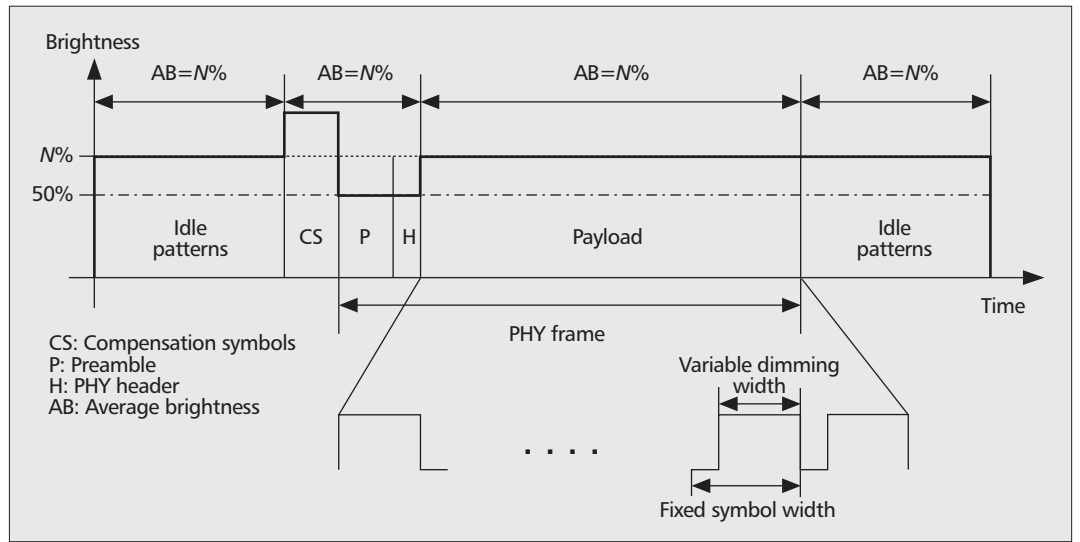 Brightness
AB=N%
AB=N%
AB=N%
AB=N%
N%
50%
Idle
patterns
CS
P
H
Payload
Idle
patterns
Time
PHY frame
CS: Compensation symbols
P: Preamble
H: PHY header
AB: Average brightness
Variable dimming
width
. . . .
Fixed symbol width